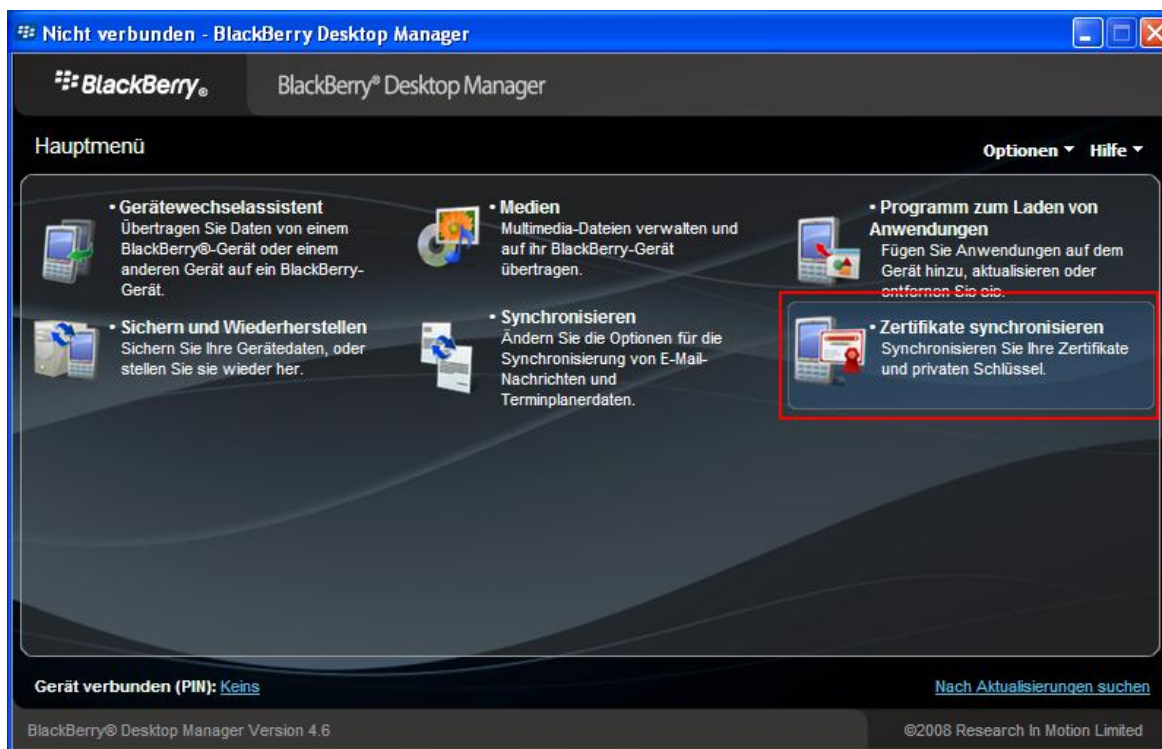 Nicht verbunden - BlackBerry Desktop Manager
BlackBerry®
BlackBerry® Desktop Manager
Hauptmenü
Optionen
Hilfe
• Gerätewechselassistent
Übertragen Sie Daten von einem
BlackBerry®-Gerät oder einem
anderen Gerät auf ein BlackBerry-
Gerät.
• Medien
Multimedia-Dateien verwalten und
auf ihr BlackBerry-Gerät
übertragen.
• Programm zum Laden von
Anwendungen
Fügen Sie Anwendungen auf dem
Gerät hinzu, aktualisieren oder
entfernen Sie sie.
• Sichern und Wiederherstellen
Sichern Sie Ihre Gerätedaten, oder
stellen Sie sie wieder her.
• Synchronisieren
Ändern Sie die Optionen für die
Synchronisierung von E-Mail-
Nachrichten und
Terminplanerdaten.
• Zertifikate synchronisieren
Synchronisieren Sie Ihre Zertifikate
und privaten Schlüssel.
Gerät verbunden (PIN): Keins
Nach Aktualisierungen suchen
BlackBerry® Desktop Manager Version 4.6
©2008 Research In Motion Limited